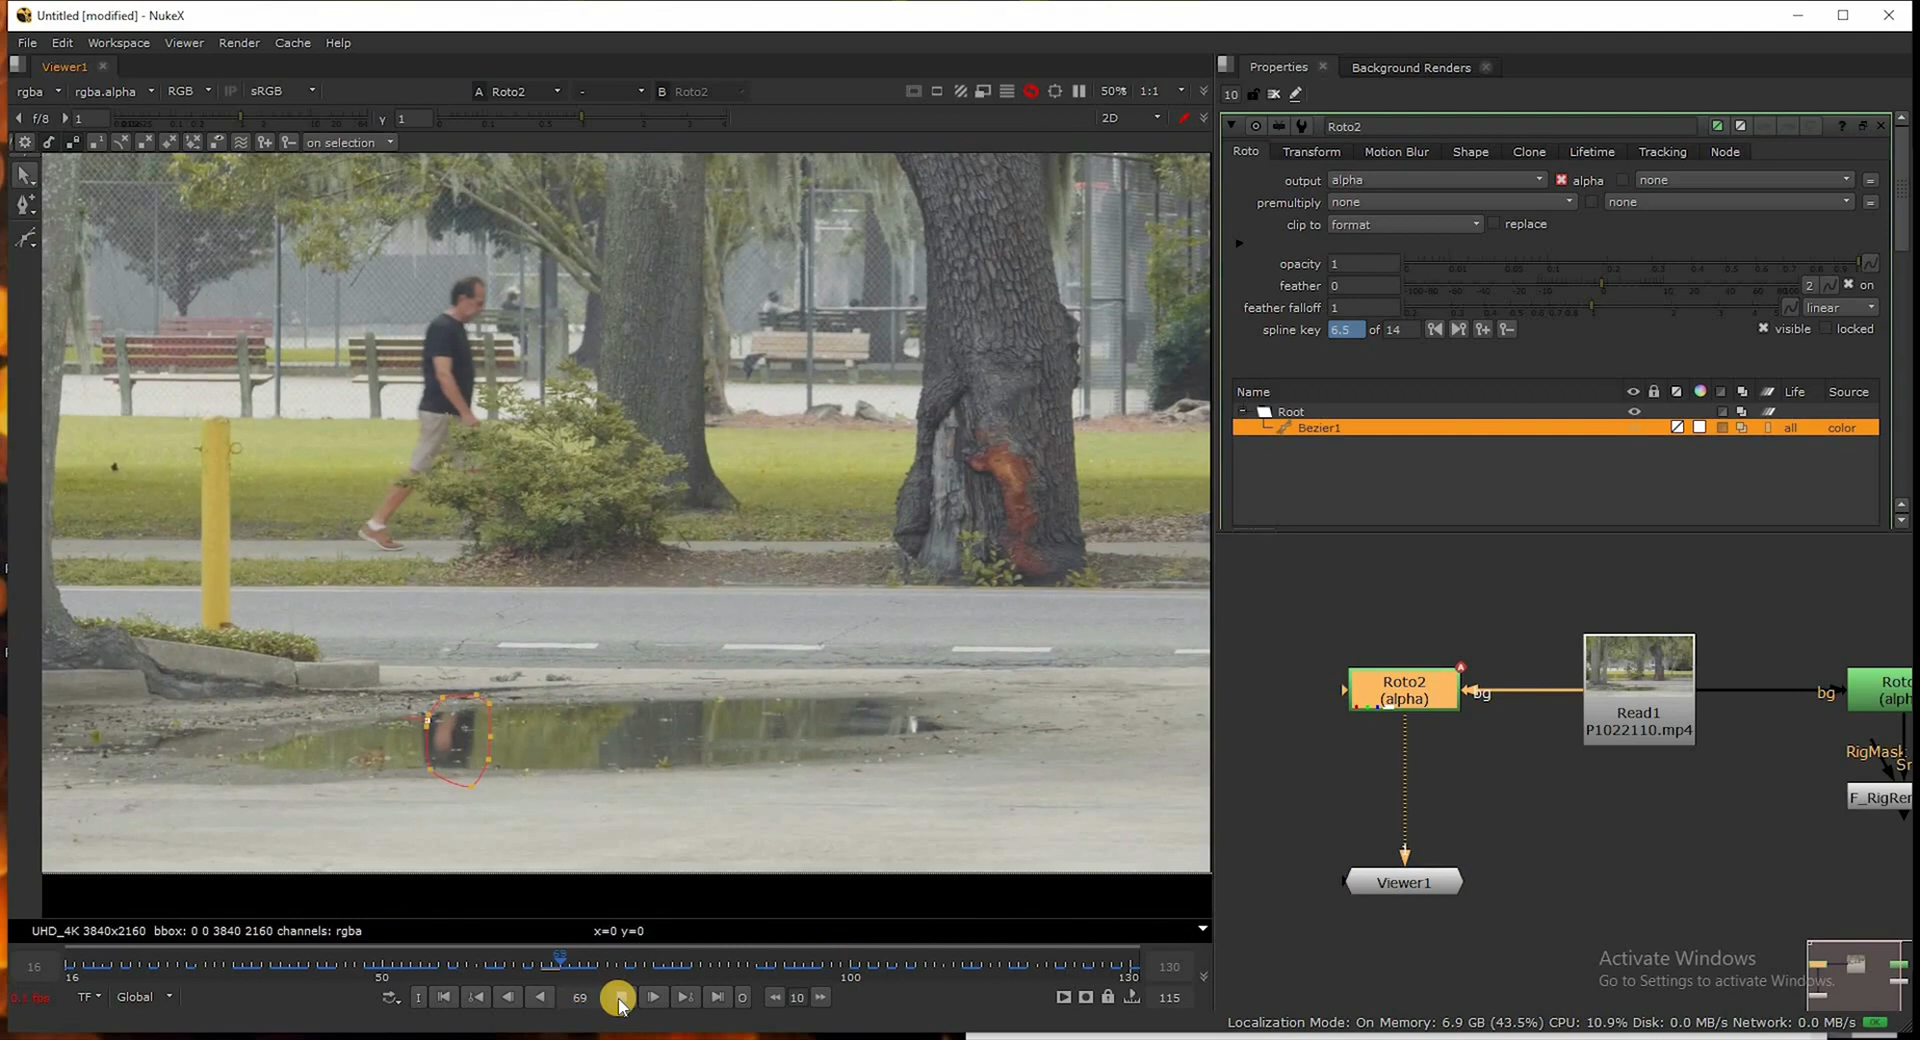 Untitled [modified] - NukeX
File Edit Workspace Viewer Render Cache Help
Viewer1
Properties Background Renders
rgba rgba.alpha RGB IP sRGB A Roto2 - B Roto2 50% 1:1
10
f/8 1 γ 1 2D
Roto2
on selection
Roto Transform Motion Blur Shape Clone Lifetime Tracking Node
output alpha alpha none =
premultiply none none =
clip to format replace
opacity 1
feather 0 2 on
feather falloff 1 linear
spline key 6.5 of 14 visible locked
Name Life Source
Root
Bezier1 all color
Roto2
(alpha)
bg
Read1
P1022110.mp4
bg
Roto
(alph
RigMask
F_RigRer
Viewer1
UHD_4K 3840x2160 bbox: 0 0 3840 2160 channels: rgba x=0 y=0
16 16 50 69 100 130 130
TF Global I 69 O 10 115
Activate Windows
Go to Settings to activate Windows.
Localization Mode: On Memory: 6.9 GB (43.5%) CPU: 10.9% Disk: 0.0 MB/s Network: 0.0 MB/s OK